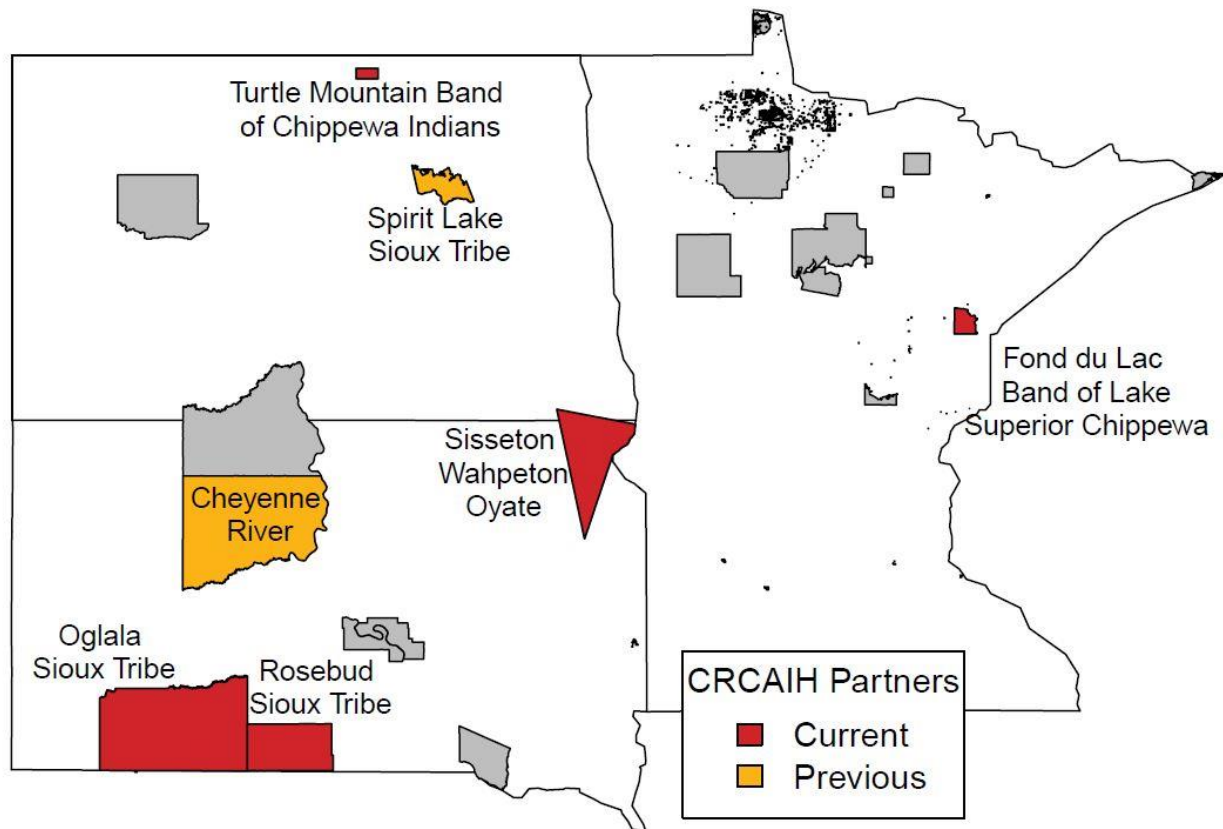 Turtle Mountain Band
of Chippewa Indians
Spirit Lake
Sioux Tribe
Fond du Lac
Band of Lake
Superior Chippewa
Sisseton
Wahpeton
Oyate
Cheyenne
River
Oglala
Sioux Tribe
Rosebud
Sioux Tribe
CRCAIH Partners
Current
Previous